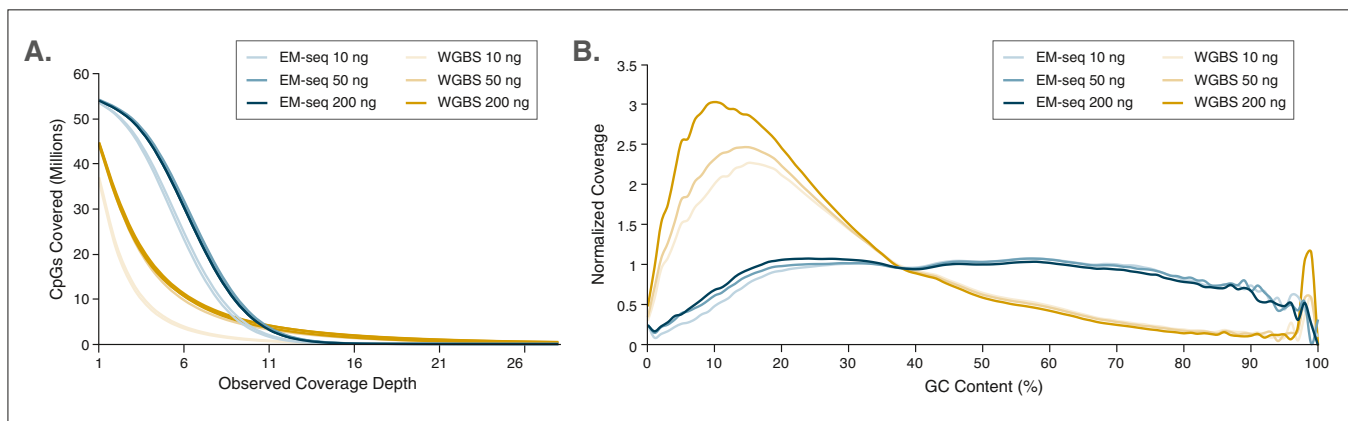 A.
EM-seq 10 ng WGBS 10 ng
EM-seq 50 ng WGBS 50 ng
EM-seq 200 ng WGBS 200 ng
60
50
40
30
20
10
0
CpGs Covered (Millions)
1 6 11 16 21 26
Observed Coverage Depth
B.
EM-seq 10 ng WGBS 10 ng
EM-seq 50 ng WGBS 50 ng
EM-seq 200 ng WGBS 200 ng
3.5
3
2.5
2
1.5
1
0.5
0
Normalized Coverage
0 10 20 30 40 50 60 70 80 90 100
GC Content (%)